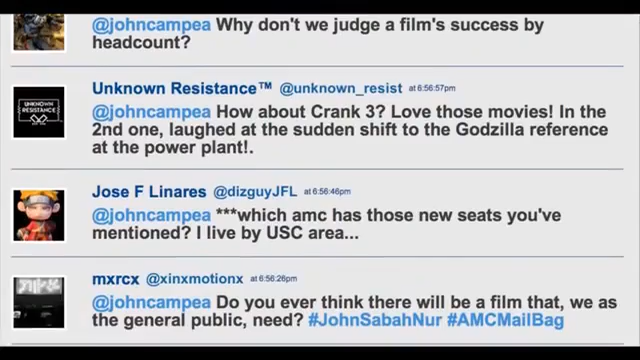 @johncampea Why don't we judge a film's success by
headcount?
UNKNOWN
RESISTANCE
Unknown Resistance™ @unknown_resist at 6:56:57pm
@johncampea How about Crank 3? Love those movies! In the
2nd one, laughed at the sudden shift to the Godzilla reference
at the power plant!.
Jose F Linares @dizguyJFL at 6:56:46pm
@johncampea ***which amc has those new seats you've
mentioned? I live by USC area...
mxrcx @xinxmotionx at 6:56:26pm
@johncampea Do you ever think there will be a film that, we as
the general public, need? #JohnSabahNur #AMCMailBag